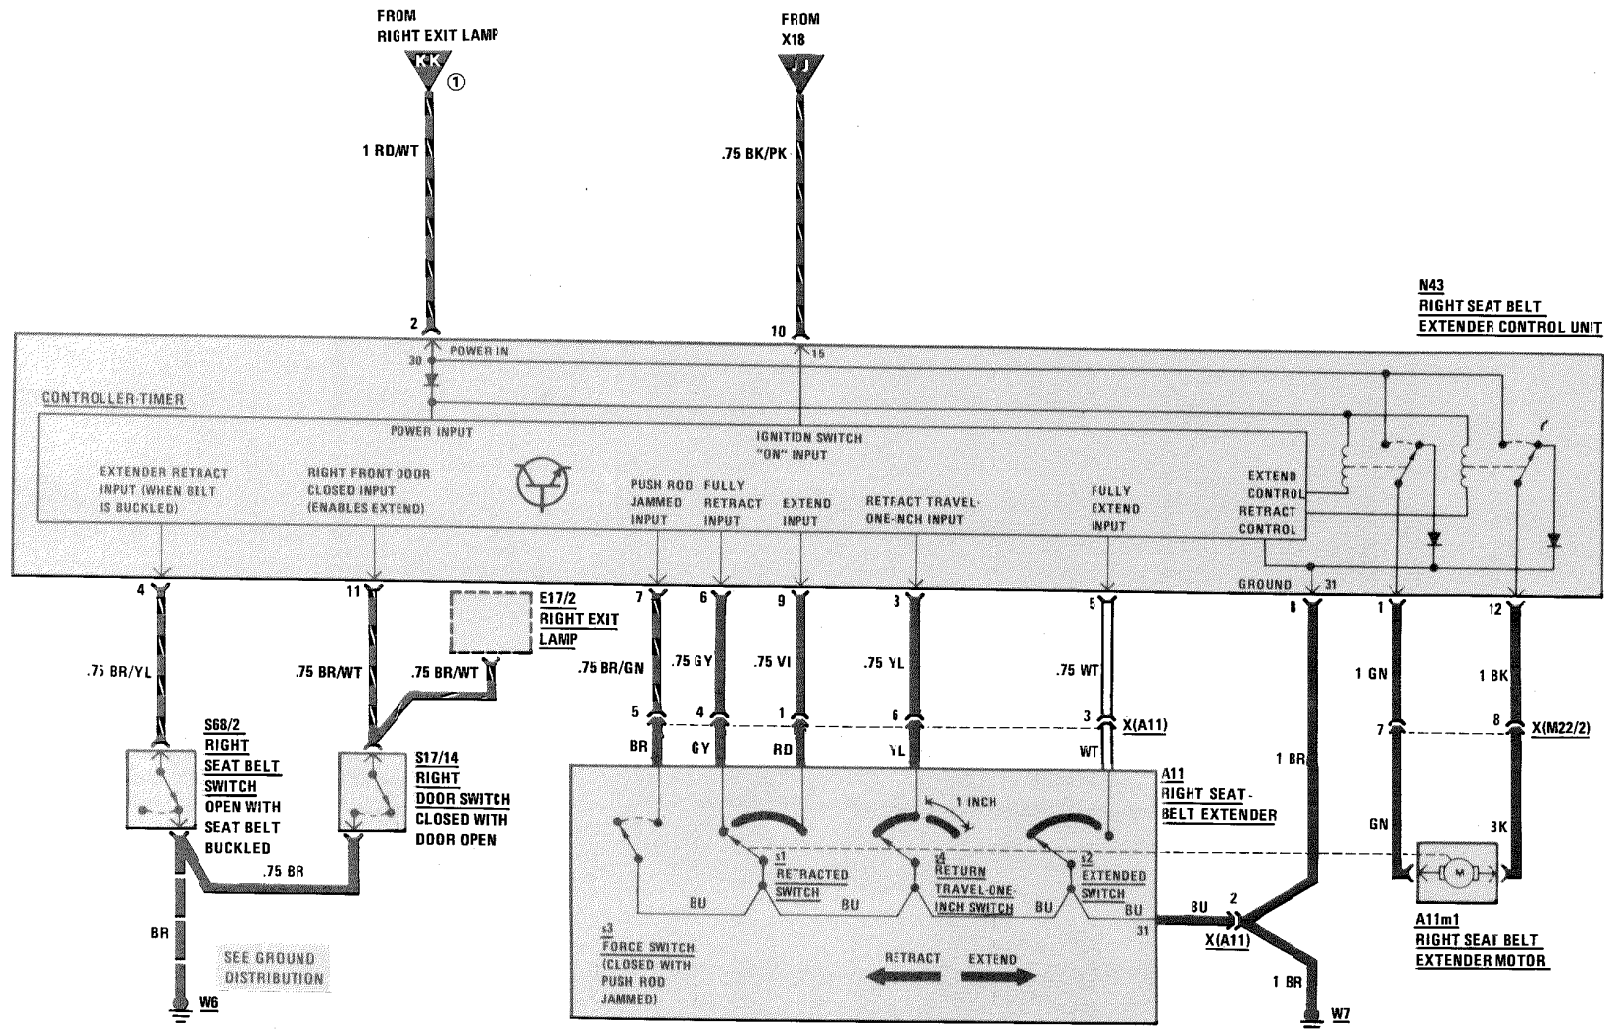 FROM
RIGHT EXIT LAMP
KK
1
FROM
X18
JJ
1 RD/WT
.75 BK/PK
N43
RIGHT SEAT BELT
EXTENDER CONTROL UNIT
2
10
30
POWER IN
15
CONTROLLER-TIMER
POWER INPUT
IGNITION SWITCH
"ON" INPUT
EXTENDER RETRACT
INPUT (WHEN BELT
IS BUCKLED)
RIGHT FRONT DOOR
CLOSED INPUT
(ENABLES EXTEND)
PUSH ROD
JAMMED
INPUT
FULLY
RETRACT
INPUT
EXTEND
INPUT
RETRACT TRAVEL-
ONE-INCH INPUT
FULLY
EXTEND
INPUT
EXTEND
CONTROL
RETRACT
CONTROL
GROUND
31
4
11
7
6
9
3
5
8
1
12
E17/2
RIGHT EXIT
LAMP
.75 BR/YL
.75 BR/WT
.75 BR/WT
.75 BR/GN
.75 GY
.75 VI
.75 YL
.75 WT
1 GN
1 BK
5
4
1
6
3
X(A11)
7
8
X(M22/2)
BR
GY
RD
YL
WT
1 BR
S68/2
RIGHT
SEAT BELT
SWITCH
OPEN WITH
SEAT BELT
BUCKLED
S17/14
RIGHT
DOOR SWITCH
CLOSED WITH
DOOR OPEN
A11
RIGHT SEAT-
BELT EXTENDER
1 INCH
GN
BK
M
.75 BR
s1
RETRACTED
SWITCH
s4
RETURN
TRAVEL-ONE
INCH SWITCH
s2
EXTENDED
SWITCH
BU
BU
BU
BU
31
BU
2
X(A11)
A11m1
RIGHT SEAT BELT
EXTENDER MOTOR
BR
SEE GROUND
DISTRIBUTION
s3
FORCE SWITCH
(CLOSED WITH
PUSH ROD
JAMMED)
RETRACT
EXTEND
1 BR
W6
W7